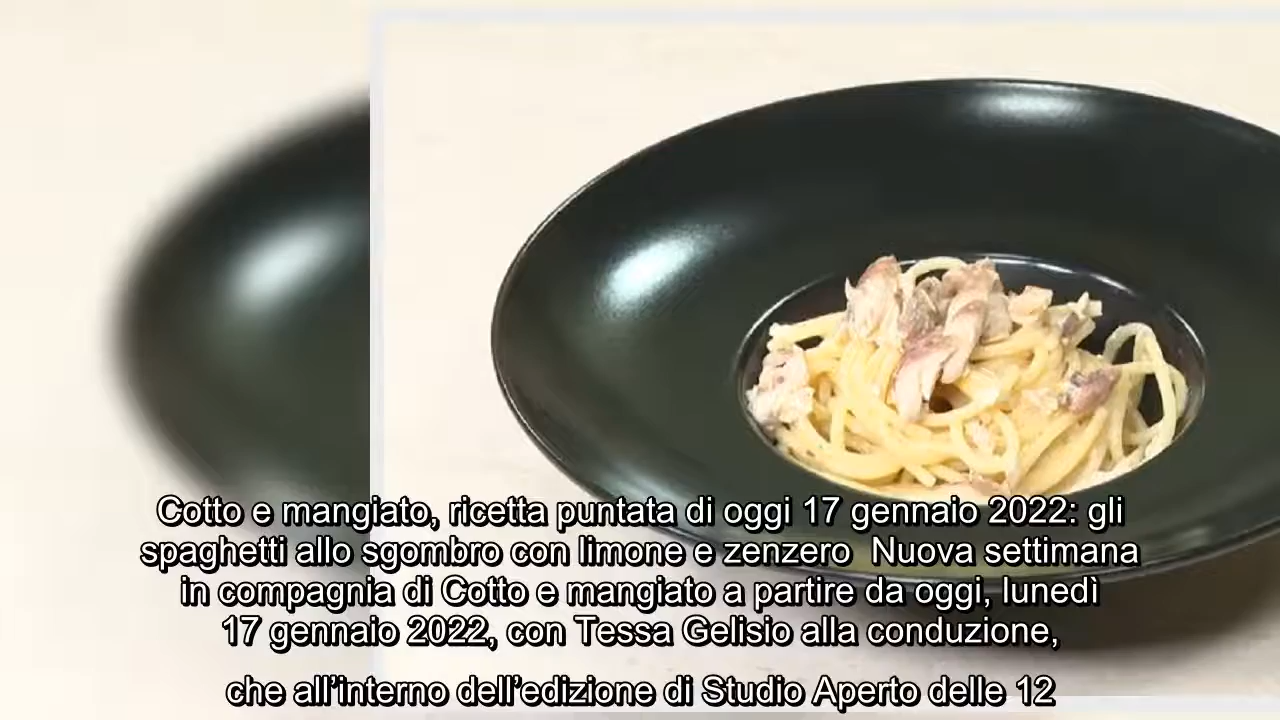 Cotto e mangiato, ricetta puntata di oggi 17 gennaio 2022: gli
spaghetti allo sgombro con limone e zenzero  Nuova settimana
in compagnia di Cotto e mangiato a partire da oggi, lunedì
17 gennaio 2022, con Tessa Gelisio alla conduzione,
che all’interno dell’edizione di Studio Aperto delle 12